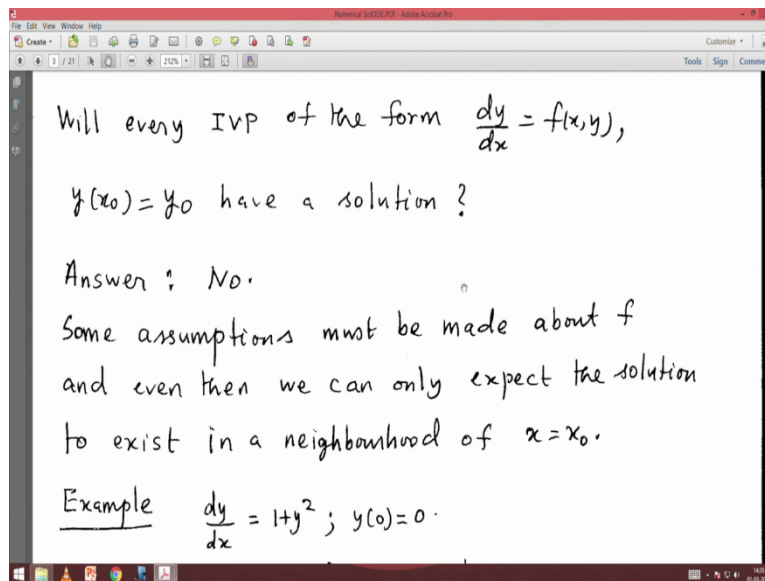 Numerical SolODE.PDF - Adobe Acrobat Pro
File Edit View Window Help
Create Customize
3 / 21 212% Tools Sign Comme
Will every IVP of the form dy/dx = f(x,y),
y(x0) = y0 have a solution?
Answer : No.
Some assumptions must be made about f
and even then we can only expect the solution
to exist in a neighbourhood of x = x0.
Example dy/dx = 1+y² ; y(0) = 0.